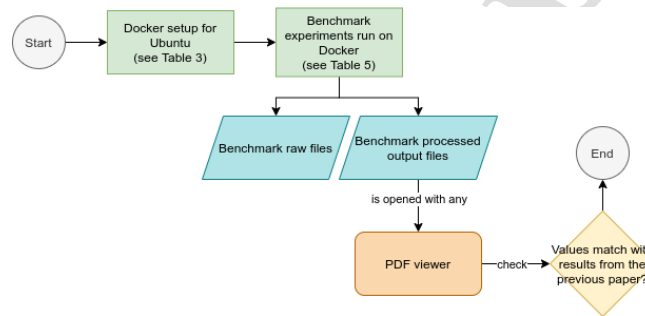 Start
Docker setup for
Ubuntu
(see Table 3)
Benchmark
experiments run on
Docker
(see Table 5)
Benchmark raw files
Benchmark processed
output files
is opened with any
PDF viewer
check
Values match with
results from the
previous paper?
End